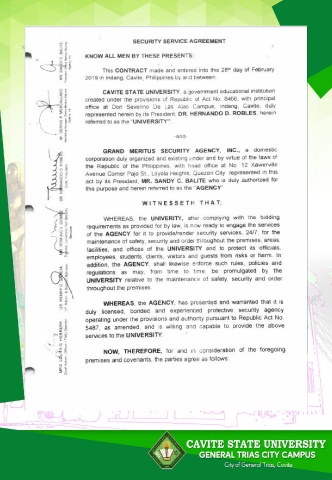 SECURITY SERVICE AGREEMENT
KNOW ALL MEN BY THESE PRESENTS:
This CONTRACT made and entered into this 28th day of February
2019 in Indang, Cavite, Philippines by and between:
CAVITE STATE UNIVERSITY, a government educational institution
created under the provisions of Republic Act No. 8468, with principal
office at Don Severino De Las Alas Campus, Indang, Cavite, duly
represented herein by its President, DR. HERNANDO D. ROBLES, herein
referred to as the "UNIVERSITY"
-and-
GRAND MERITUS SECURITY AGENCY, INC., a domestic
corporation duly organized and existing under and by virtue of the laws of
the Republic of the Philippines, with head office at No. 12 Xavierville
Avenue Corner Pajo St., Loyola Heights, Quezon City represented in this
act by its President, MR. SANDY C. BALITE who is duly authorized for
this purpose and herein referred to as the "AGENCY"
W I T N E S S E T H T H A T;
WHEREAS, the UNIVERITY, after complying with the bidding
requirements as provided for by law, is now ready to engage the services
of the AGENCY for it to provide/render security services, 24/7, for the
maintenance of safety, security and order throughout the premises, areas,
facilities, and offices of the UNIVERSITY and to protect its officials,
employees, students, clients, visitors and guests from risks or harm. In
addition, the AGENCY, shall likewise enforce such rules, policies and
regulations as may, from time to time, be promulgated by the
UNIVERSITY relative to the maintenance of safety, security and order
throughout the premises.
WHEREAS, the AGENCY, has presented and warranted that it is
duly licensed, bonded and experienced protective security agency
operating under the provisions and authority pursuant to Republic Act No.
5487, as amended, and is willing and capable to provide the above
services to the UNIVERSITY.
NOW, THEREFORE, for and in consideration of the foregoing
premises and covenants, the parties agree as follows:
CAVITE STATE UNIVERSITY
GENERAL TRIAS CITY CAMPUS
City of General Trias, Cavite